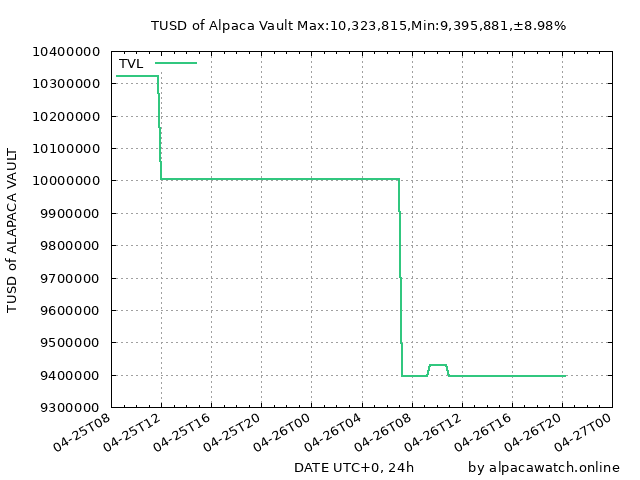 TUSD of Alpaca Vault Max:10,323,815,Min:9,395,881,±8.98%
TVL
10400000
10300000
10200000
10100000
10000000
9900000
9800000
9700000
9600000
9500000
9400000
9300000
TUSD of ALAPACA VAULT
04-25T08
04-25T12
04-25T16
04-25T20
04-26T00
04-26T04
04-26T08
04-26T12
04-26T16
04-26T20
04-27T00
DATE UTC+0, 24h
by alpacawatch.online